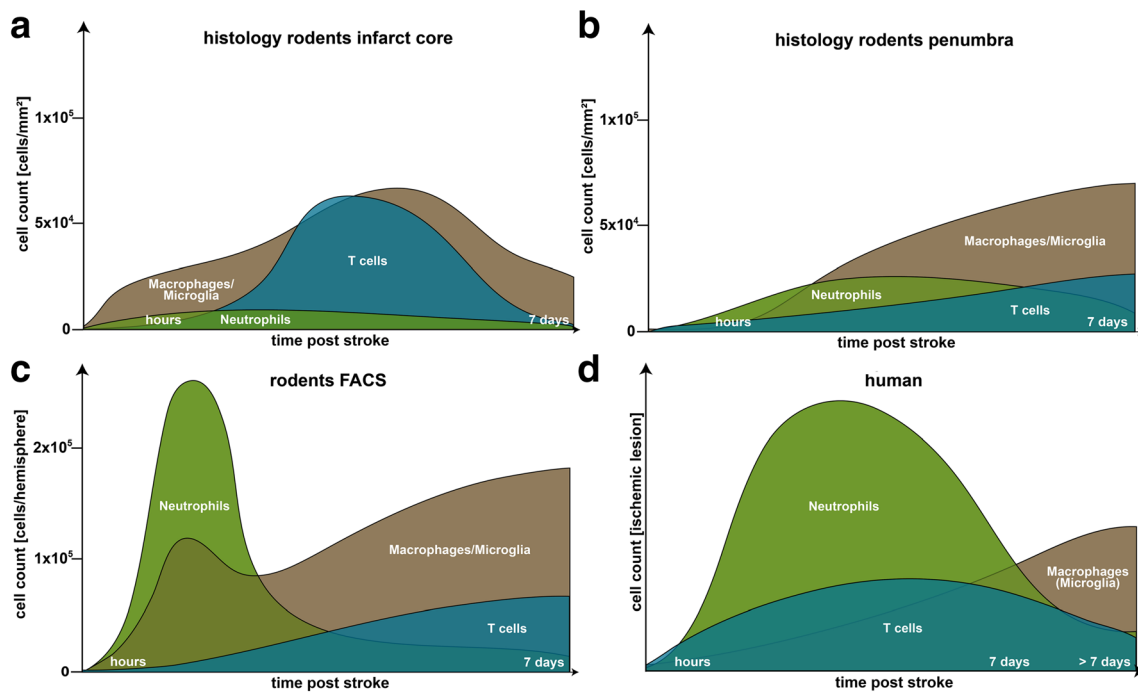 a
histology rodents infarct core
cell count [cells/mm²]
1x10⁵
5x10⁴
0
Macrophages/
Microglia
T cells
hours
Neutrophils
7 days
time post stroke
b
histology rodents penumbra
cell count [cells/mm²]
1x10⁵
5x10⁴
0
Macrophages/Microglia
Neutrophils
T cells
hours
7 days
time post stroke
c
rodents FACS
cell count [cells/hemisphere]
2x10⁵
1x10⁵
0
Neutrophils
Macrophages/Microglia
T cells
hours
7 days
time post stroke
d
human
cell count [ischemic lesion]
Neutrophils
Macrophages
(Microglia)
T cells
hours
7 days
> 7 days
time post stroke